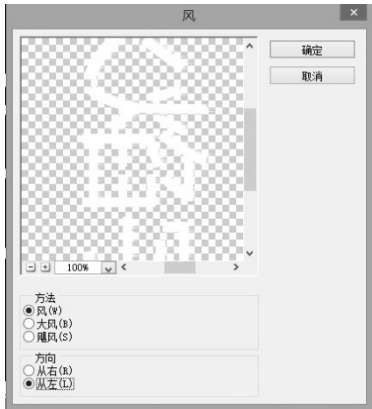 风
确定
取消
100%
方法
风(W)
大风(B)
飓风(S)
方向
从右(R)
从左(L)